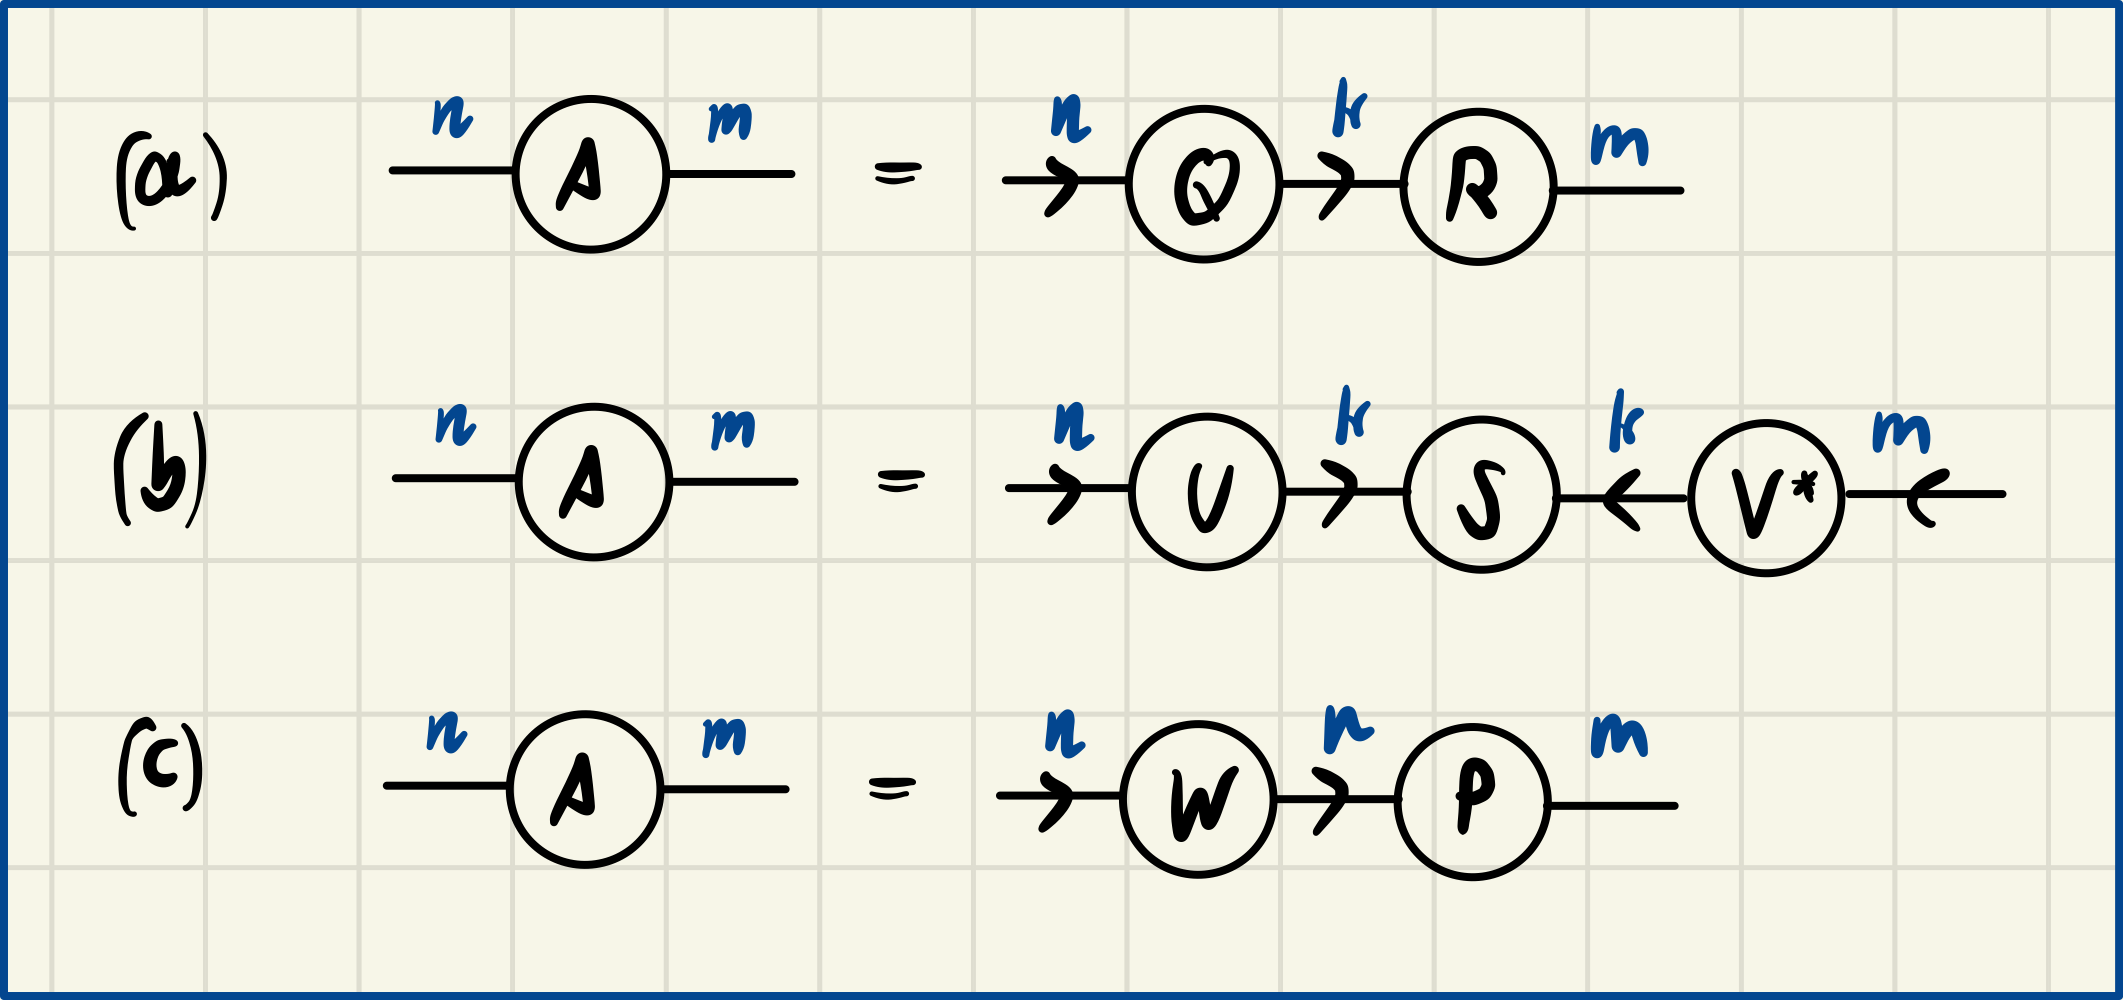 (a) n A m = n Q k R m
(b) n A m = n U k S k V* m
(c) n A m = n W n P m